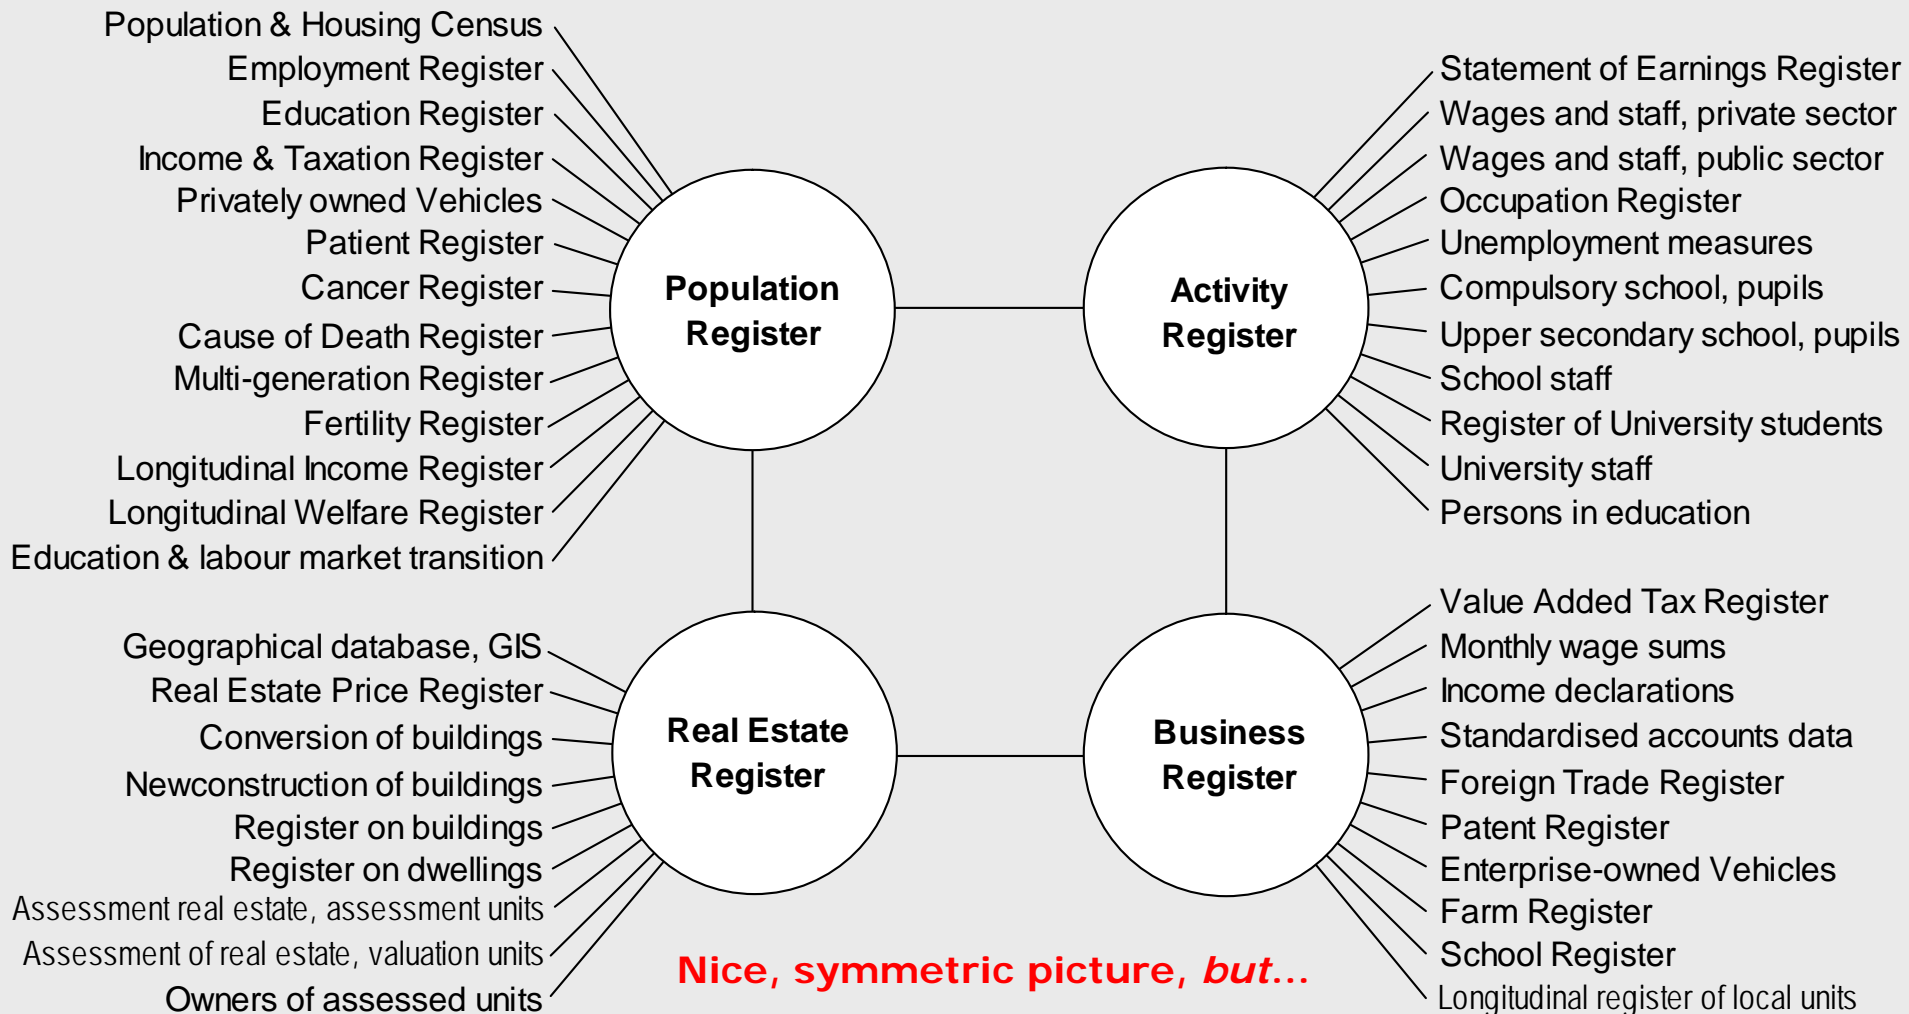 Population & Housing Census
Employment Register
Education Register
Income & Taxation Register
Privately owned Vehicles
Patient Register
Cancer Register
Cause of Death Register
Multi-generation Register
Fertility Register
Longitudinal Income Register
Longitudinal Welfare Register
Education & labour market transition
Population
Register
Activity
Register
Statement of Earnings Register
Wages and staff, private sector
Wages and staff, public sector
Occupation Register
Unemployment measures
Compulsory school, pupils
Upper secondary school, pupils
School staff
Register of University students
University staff
Persons in education
Geographical database, GIS
Real Estate Price Register
Conversion of buildings
Newconstruction of buildings
Register on buildings
Register on dwellings
Assessment real estate, assessment units
Assessment of real estate, valuation units
Owners of assessed units
Real Estate
Register
Business
Register
Value Added Tax Register
Monthly wage sums
Income declarations
Standardised accounts data
Foreign Trade Register
Patent Register
Enterprise-owned Vehicles
Farm Register
School Register
Longitudinal register of local units
Nice, symmetric picture, but...